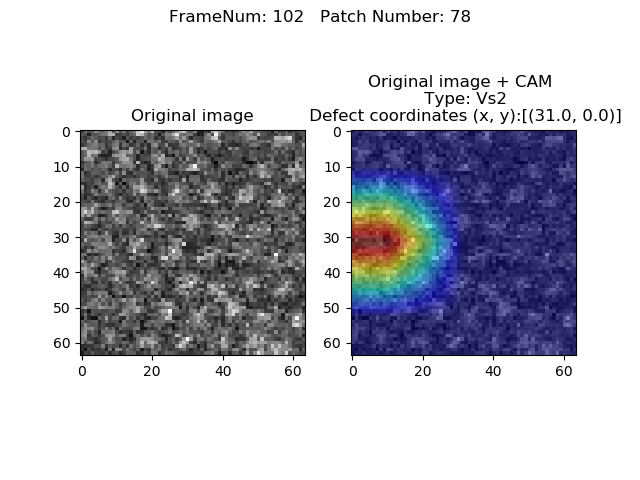 FrameNum: 102   Patch Number: 78
Original image
Original image + CAM
Type: Vs2
Defect coordinates (x, y):[(31.0, 0.0)]
0
10
20
30
40
50
60
0 20 40 60
0
10
20
30
40
50
60
0 20 40 60